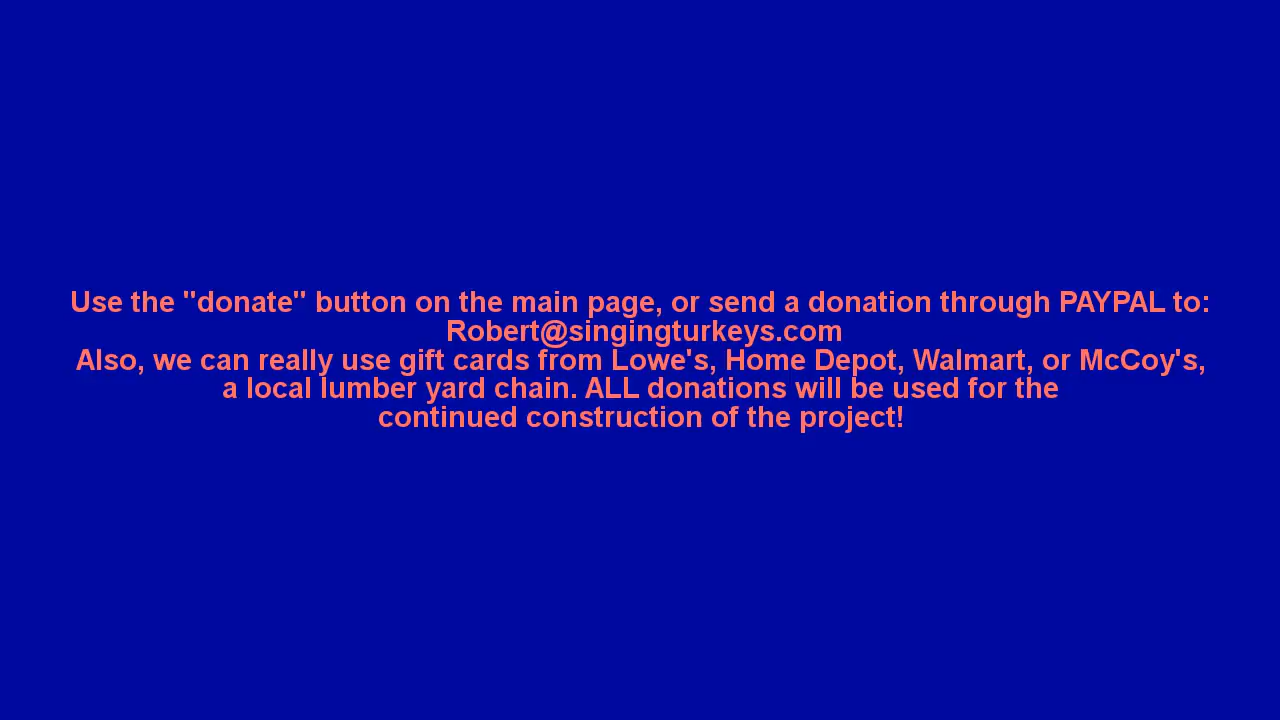 Use the "donate" button on the main page, or send a donation through PAYPAL to:
Robert@singingturkeys.com
Also, we can really use gift cards from Lowe's, Home Depot, Walmart, or McCoy's,
a local lumber yard chain. ALL donations will be used for the
continued construction of the project!